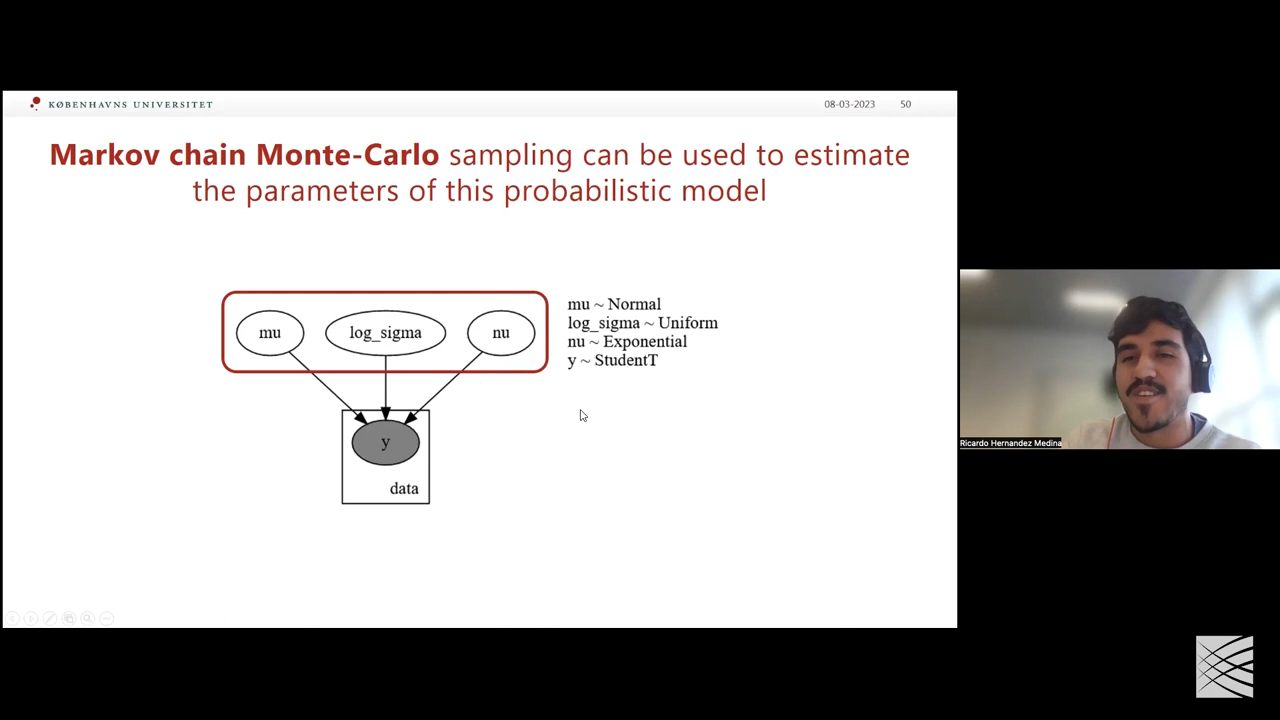 KØBENHAVNS UNIVERSITET
08-03-2023
50
Markov chain Monte-Carlo sampling can be used to estimate
the parameters of this probabilistic model
mu
log_sigma
nu
mu ~ Normal
log_sigma ~ Uniform
nu ~ Exponential
y ~ StudentT
y
data
Ricardo Hernandez Medina